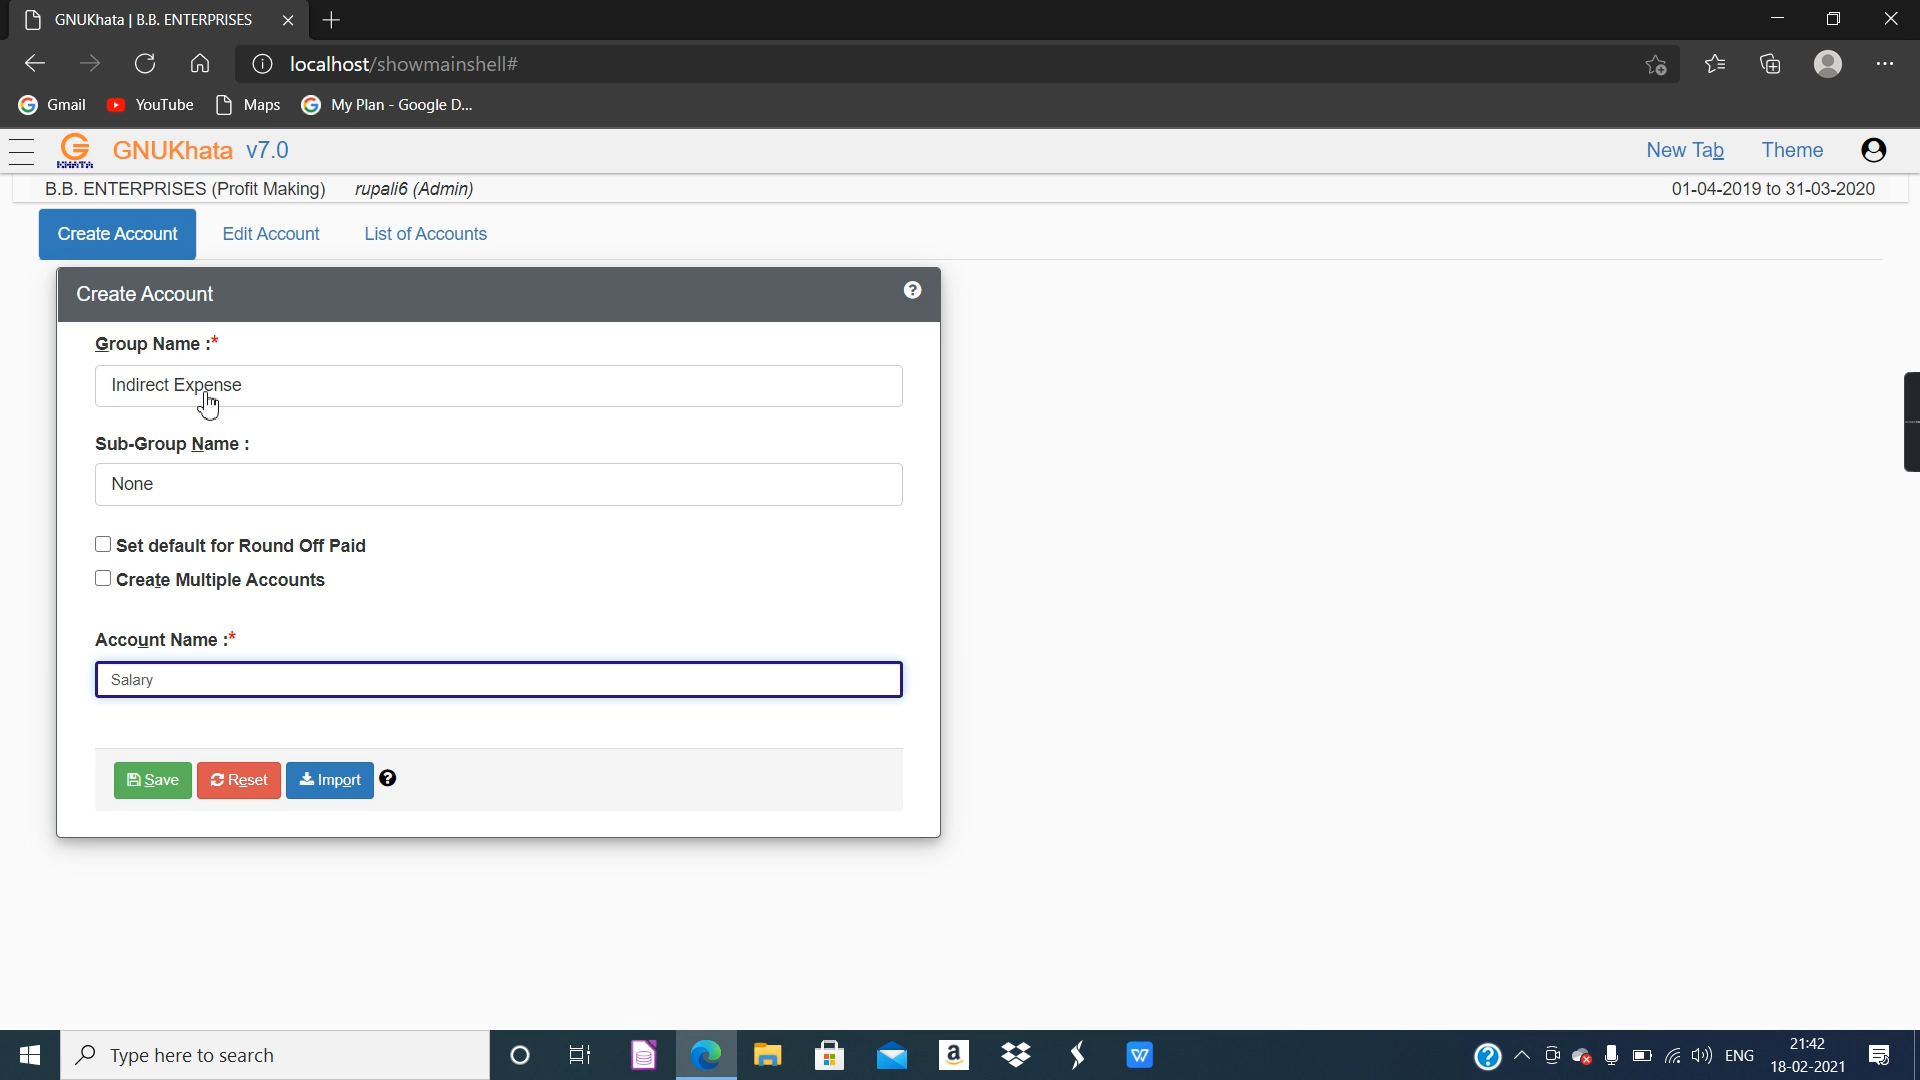 GNUKhata | B.B. ENTERPRISES
localhost/showmainshell#
Gmail YouTube Maps My Plan - Google D...
KHATA GNUKhata v7.0 New Tab Theme
B.B. ENTERPRISES (Profit Making) rupali6 (Admin) 01-04-2019 to 31-03-2020
Create Account Edit Account List of Accounts
Create Account
Group Name :*
Indirect Expense
Sub-Group Name :
None
Set default for Round Off Paid
Create Multiple Accounts
Account Name :*
Salary
Save Reset Import
Type here to search
ENG
21:42
18-02-2021